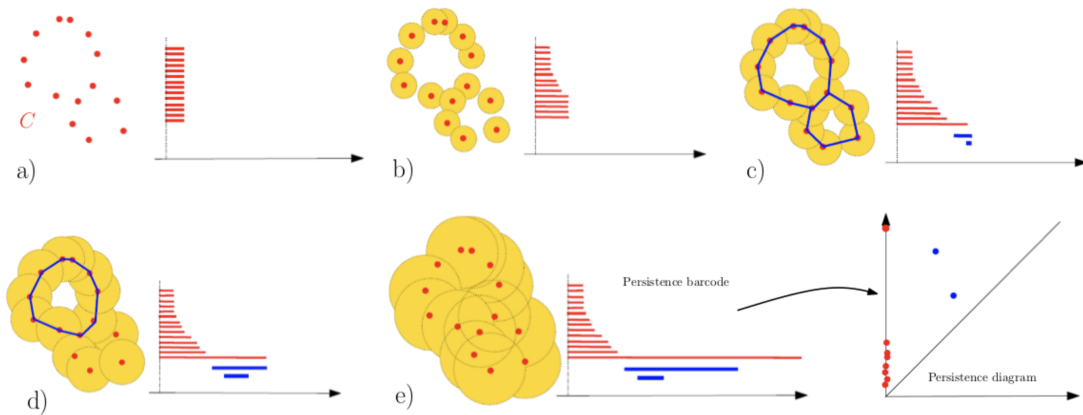 C
a)
b)
c)
d)
e)
Persistence barcode
Persistence diagram